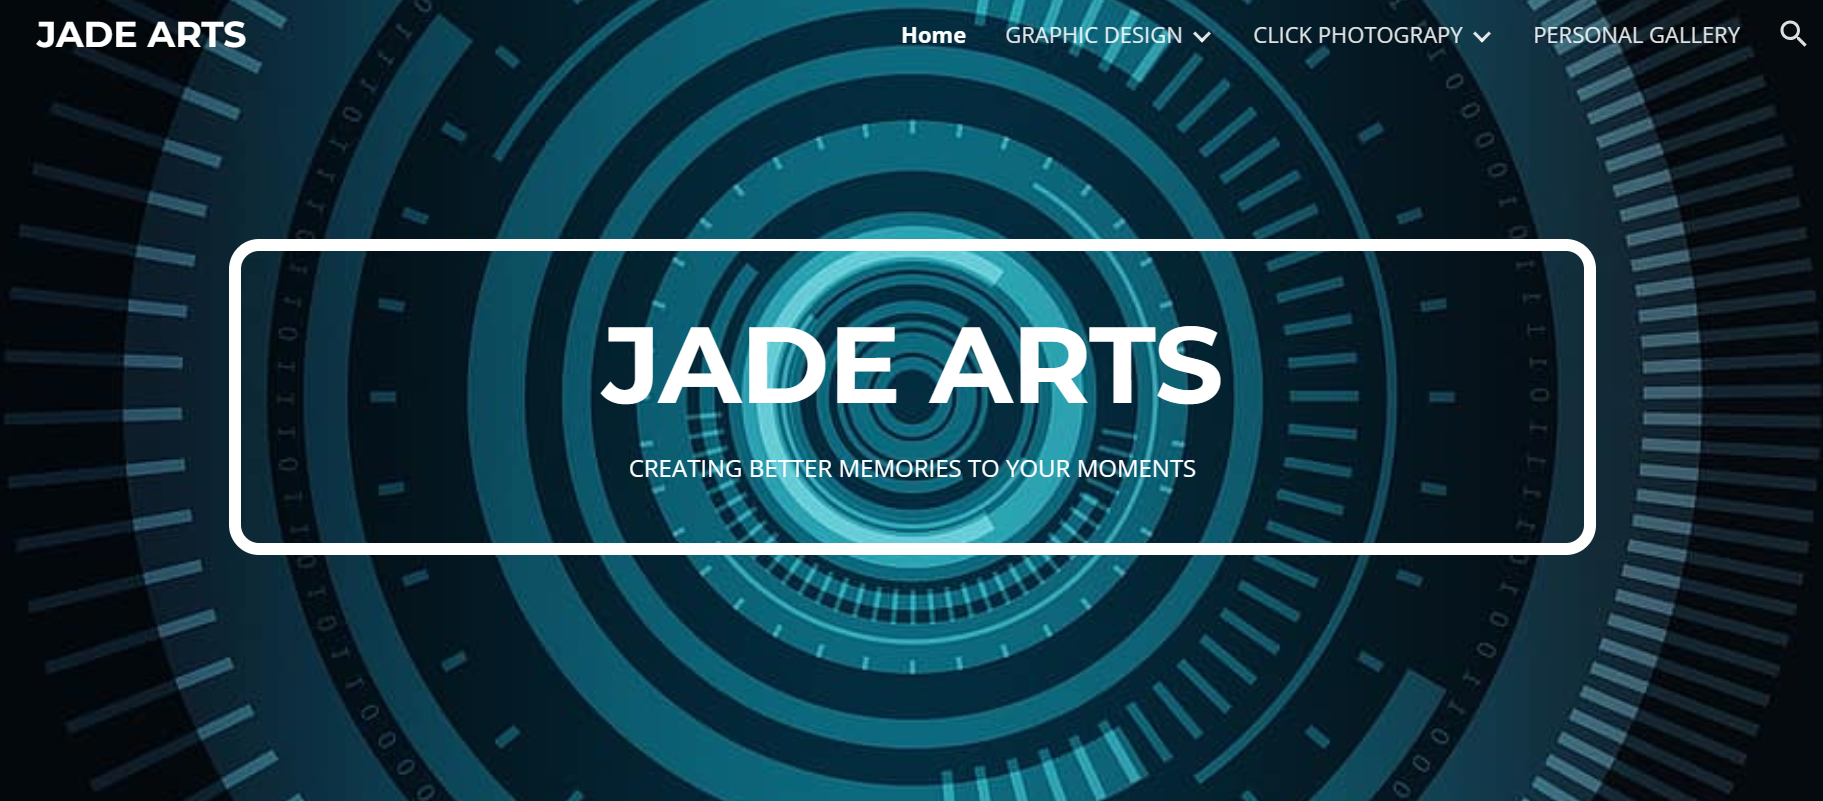 JADE ARTS
Home
GRAPHIC DESIGN
CLICK PHOTOGRAPY
PERSONAL GALLERY
JADE ARTS
CREATING BETTER MEMORIES TO YOUR MOMENTS